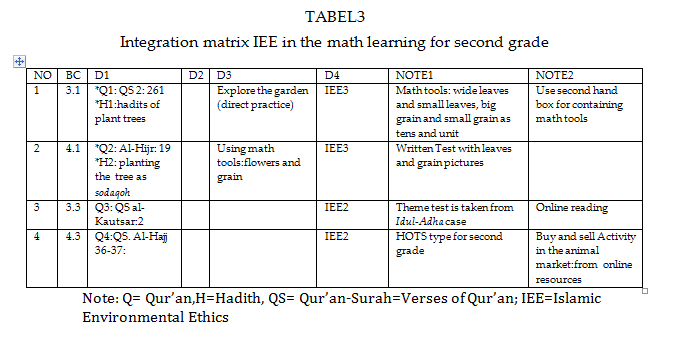 TABEL3
Integration matrix IEE in the math learning for second grade
NO BC D1 D2 D3 D4 NOTE1 NOTE2
1 3.1 *Q1: QS 2: 261 Explore the garden IEE3 Math tools: wide leaves Use second hand
*H1:hadits of (direct practice) and small leaves, big box for containing
plant trees grain and small grain as math tools
tens and unit
2 4.1 *Q2: Al-Hijr: 19 Using math IEE3 Written Test with leaves
*H2: planting tools:flowers and and grain pictures
the tree as grain
sodaqoh
3 3.3 Q3: QS al- IEE2 Theme test is taken from Online reading
Kautsar:2 Idul-Adha case
4 4.3 Q4:QS. Al-Hajj IEE2 HOTS type for second Buy and sell Activity
36-37: grade in the animal
market:from online
resources
Note: Q= Qur’an,H=Hadith, QS= Qur’an-Surah=Verses of Qur’an; IEE=Islamic
Environmental Ethics